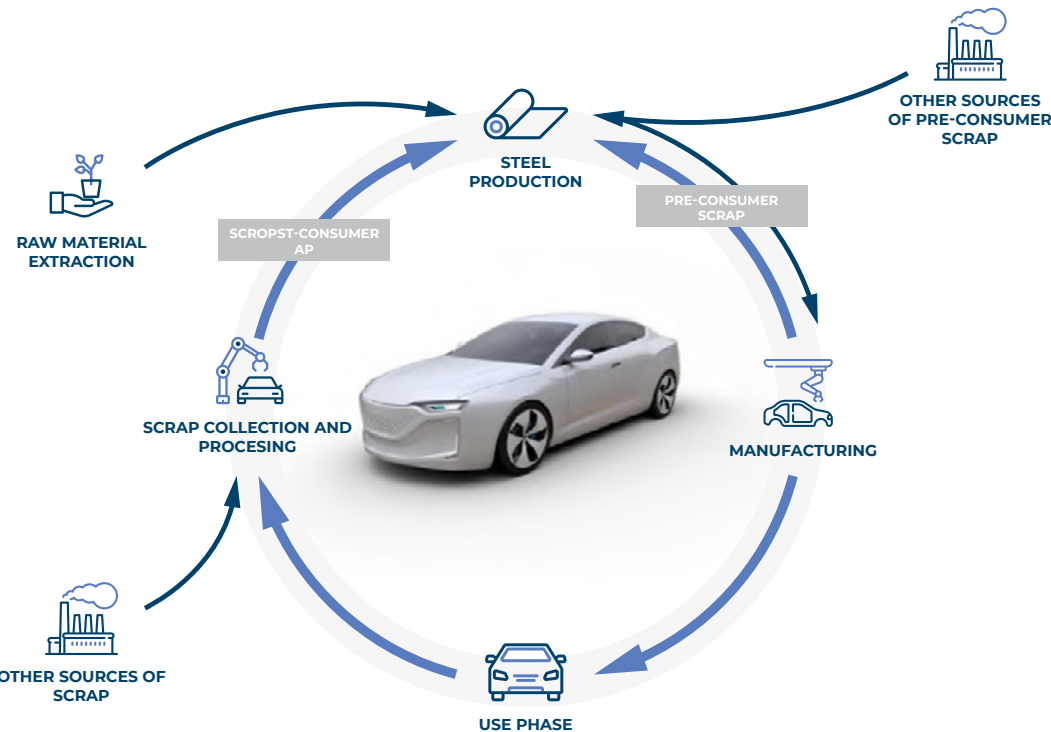 OTHER SOURCES
OF PRE-CONSUMER
SCRAP
STEEL
PRODUCTION
PRE-CONSUMER
SCRAP
SCROPST-CONSUMER
AP
RAW MATERIAL
EXTRACTION
SCRAP COLLECTION AND
PROCESING
MANUFACTURING
OTHER SOURCES OF
SCRAP
USE PHASE